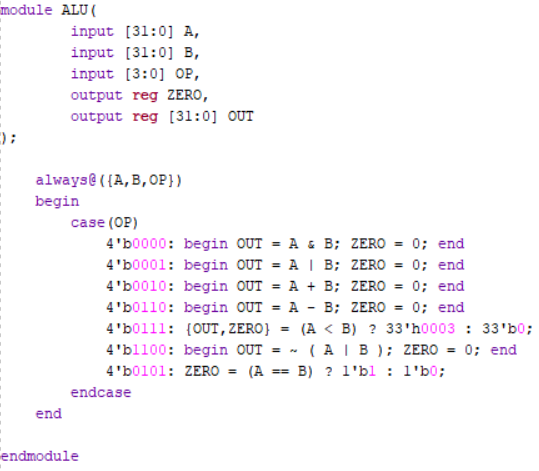 module ALU(
input [31:0] A,
input [31:0] B,
input [3:0] OP,
output reg ZERO,
output reg [31:0] OUT
);
always@({A,B,OP})
begin
case(OP)
4'b0000: begin OUT = A & B; ZERO = 0; end
4'b0001: begin OUT = A | B; ZERO = 0; end
4'b0010: begin OUT = A + B; ZERO = 0; end
4'b0110: begin OUT = A - B; ZERO = 0; end
4'b0111: {OUT,ZERO} = (A < B) ? 33'h0003 : 33'b0;
4'b1100: begin OUT = ~ ( A | B ); ZERO = 0; end
4'b0101: ZERO = (A == B) ? 1'b1 : 1'b0;
endcase
end
endmodule